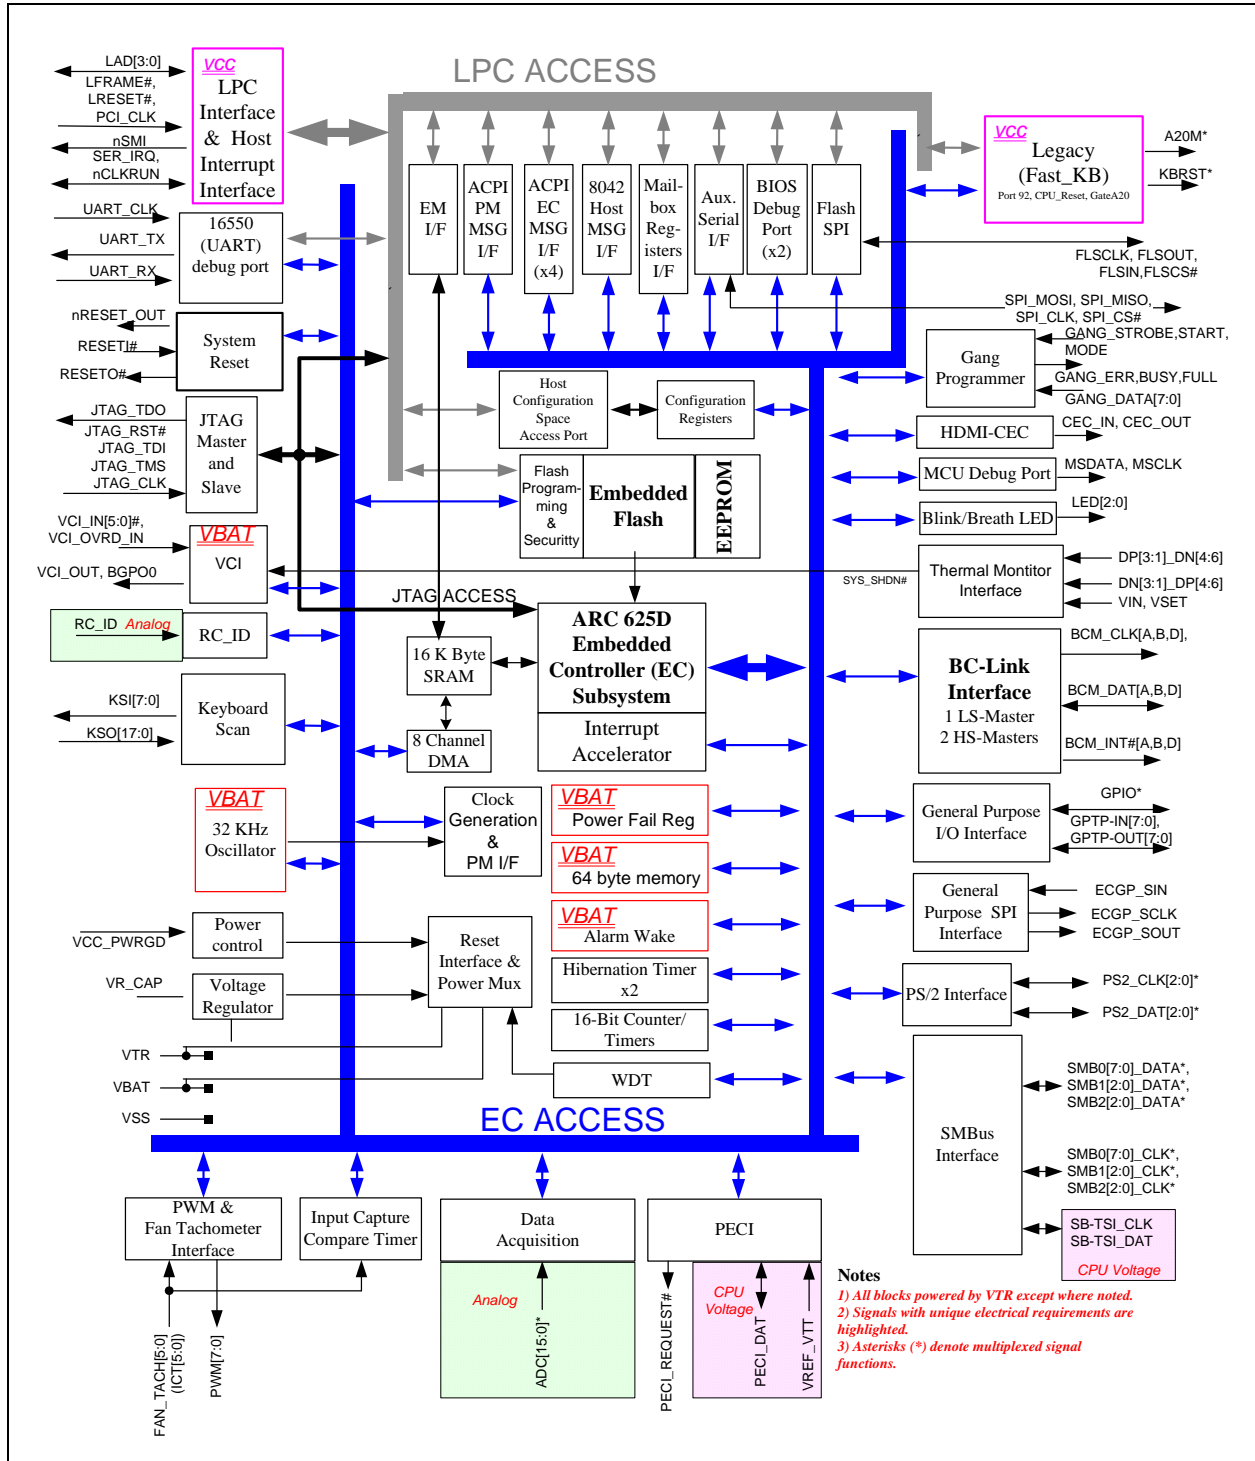 LPC ACCESS
LAD[3:0]
LFRAME#,
LRESET#,
PCI_CLK
nSMI
SER_IRQ,
nCLKRUN
VCC
LPC
Interface
& Host
Interrupt
Interface
UART_CLK
UART_TX
UART_RX
16550
(UART)
debug port
nRESET_OUT
RESETI#
RESETO#
System
Reset
JTAG_TDO
JTAG_RST#
JTAG_TDI
JTAG_TMS
JTAG_CLK
JTAG
Master
and
Slave
VCI_IN[5:0]#,
VCI_OVRD_IN
VCI_OUT, BGPO0
VBAT
VCI
RC_ID Analog
RC_ID
KSI[7:0]
KSO[17:0]
Keyboard
Scan
VBAT
32 KHz
Oscillator
VCC_PWRGD
Power
control
VR_CAP
Voltage
Regulator
VTR
VBAT
VSS
EM
I/F
ACPI
PM
MSG
I/F
ACPI
EC
MSG
I/F
(x4)
8042
Host
MSG
I/F
Mail-
box
Reg-
isters
I/F
Aux.
Serial
I/F
BIOS
Debug
Port
(x2)
Flash
SPI
VCC
Legacy
(Fast_KB)
Port 92, CPU_Reset, GateA20
A20M*
KBRST*
FLSCLK, FLSOUT,
FLSIN,FLSCS#
SPI_MOSI, SPI_MISO,
SPI_CLK, SPI_CS#
Host
Configuration
Space
Access Port
Configuration
Registers
Flash
Program-
ming
&
Securitty
Embedded
Flash
EEPROM
JTAG ACCESS
16 K Byte
SRAM
8 Channel
DMA
ARC 625D
Embedded
Controller (EC)
Subsystem
Interrupt
Accelerator
Clock
Generation
&
PM I/F
VBAT
Power Fail Reg
VBAT
64 byte memory
VBAT
Alarm Wake
Reset
Interface &
Power Mux
Hibernation Timer
x2
16-Bit Counter/
Timers
WDT
EC ACCESS
Gang
Programmer
GANG_STROBE,START,
MODE
GANG_ERR,BUSY,FULL
GANG_DATA[7:0]
HDMI-CEC
CEC_IN, CEC_OUT
MCU Debug Port
MSDATA, MSCLK
Blink/Breath LED
LED[2:0]
SYS_SHDN#
Thermal Montitor
Interface
DP[3:1]_DN[4:6]
DN[3:1]_DP[4:6]
VIN, VSET
BC-Link
Interface
1 LS-Master
2 HS-Masters
BCM_CLK[A,B,D],
BCM_DAT[A,B,D]
BCM_INT#[A,B,D]
General Purpose
I/O Interface
GPIO*
GPTP-IN[7:0],
GPTP-OUT[7:0]
General
Purpose SPI
Interface
ECGP_SIN
ECGP_SCLK
ECGP_SOUT
PS/2 Interface
PS2_CLK[2:0]*
PS2_DAT[2:0]*
SMBus
Interface
SMB0[7:0]_DATA*,
SMB1[2:0]_DATA*,
SMB2[2:0]_DATA*
SMB0[7:0]_CLK*,
SMB1[2:0]_CLK*,
SMB2[2:0]_CLK*
SB-TSI_CLK
SB-TSI_DAT
CPU Voltage
PWM &
Fan Tachometer
Interface
Input Capture
Compare Timer
Data
Acquisition
PECI
FAN_TACH[5:0]
(ICT[5:0])
PWM[7:0]
Analog
ADC[15:0]*
PECI_REQUEST#
CPU
Voltage
PECI_DAT
VREF_VTT
Notes
1) All blocks powered by VTR except where noted.
2) Signals with unique electrical requirements are
highlighted.
3) Asterisks (*) denote multiplexed signal
functions.